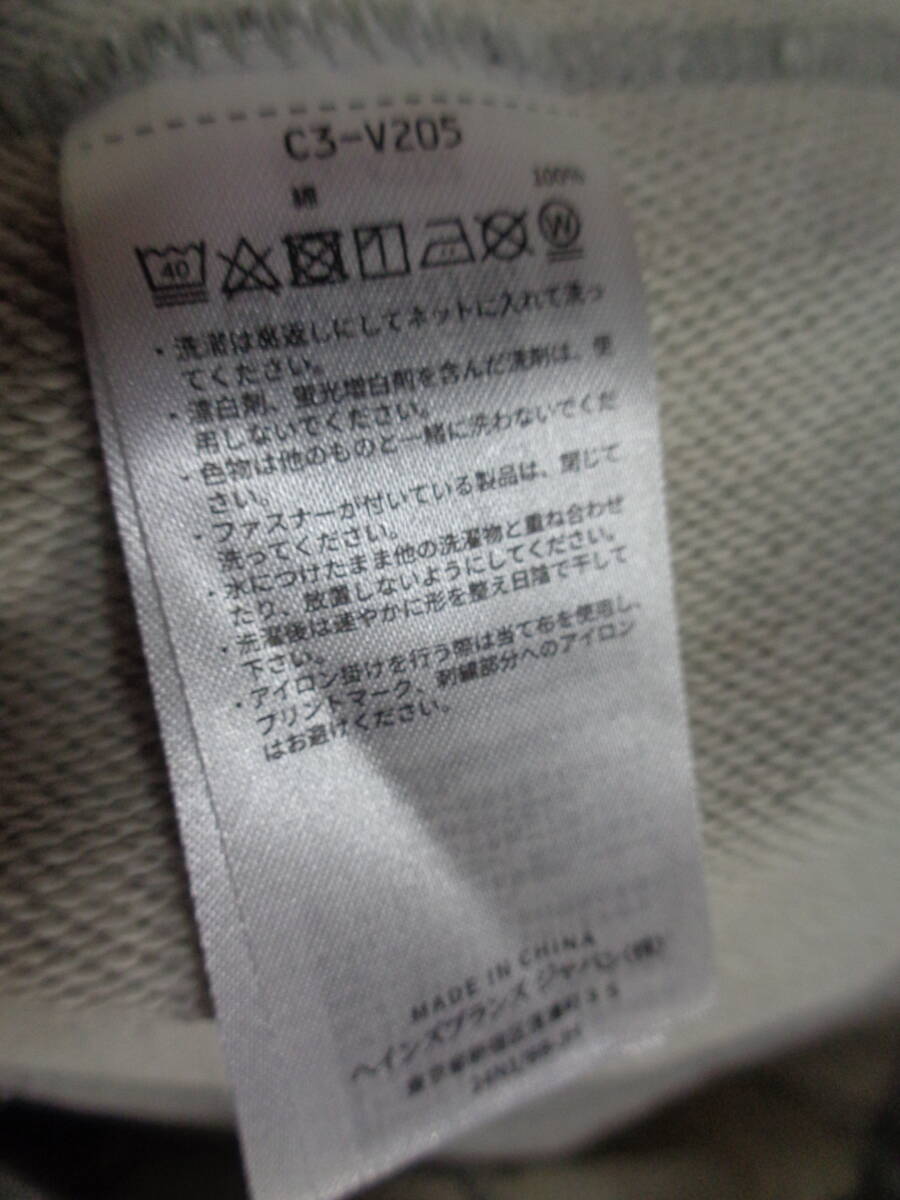 C3-V205
綿 100%
40 W
・洗濯は裏返しにしてネットに入れて洗っ
てください。
・漂白剤、蛍光増白剤を含んだ洗剤は、使
用しないでください。
・色物は他のものと一緒に洗わないでくだ
さい。
・ファスナーが付いている製品は、閉じて
洗ってください。
・水につけたまま他の洗濯物と重ね合わせ
たり、放置しないようにしてください。
・洗濯後は速やかに形を整え日陰で干して
下さい。
・アイロン掛けを行う際は当て布を使用し、
プリントマーク、刺繍部分へのアイロン
はお避けください。
MADE IN CHINA
ヘインズブランズ ジャパン(株)
東京都新宿区